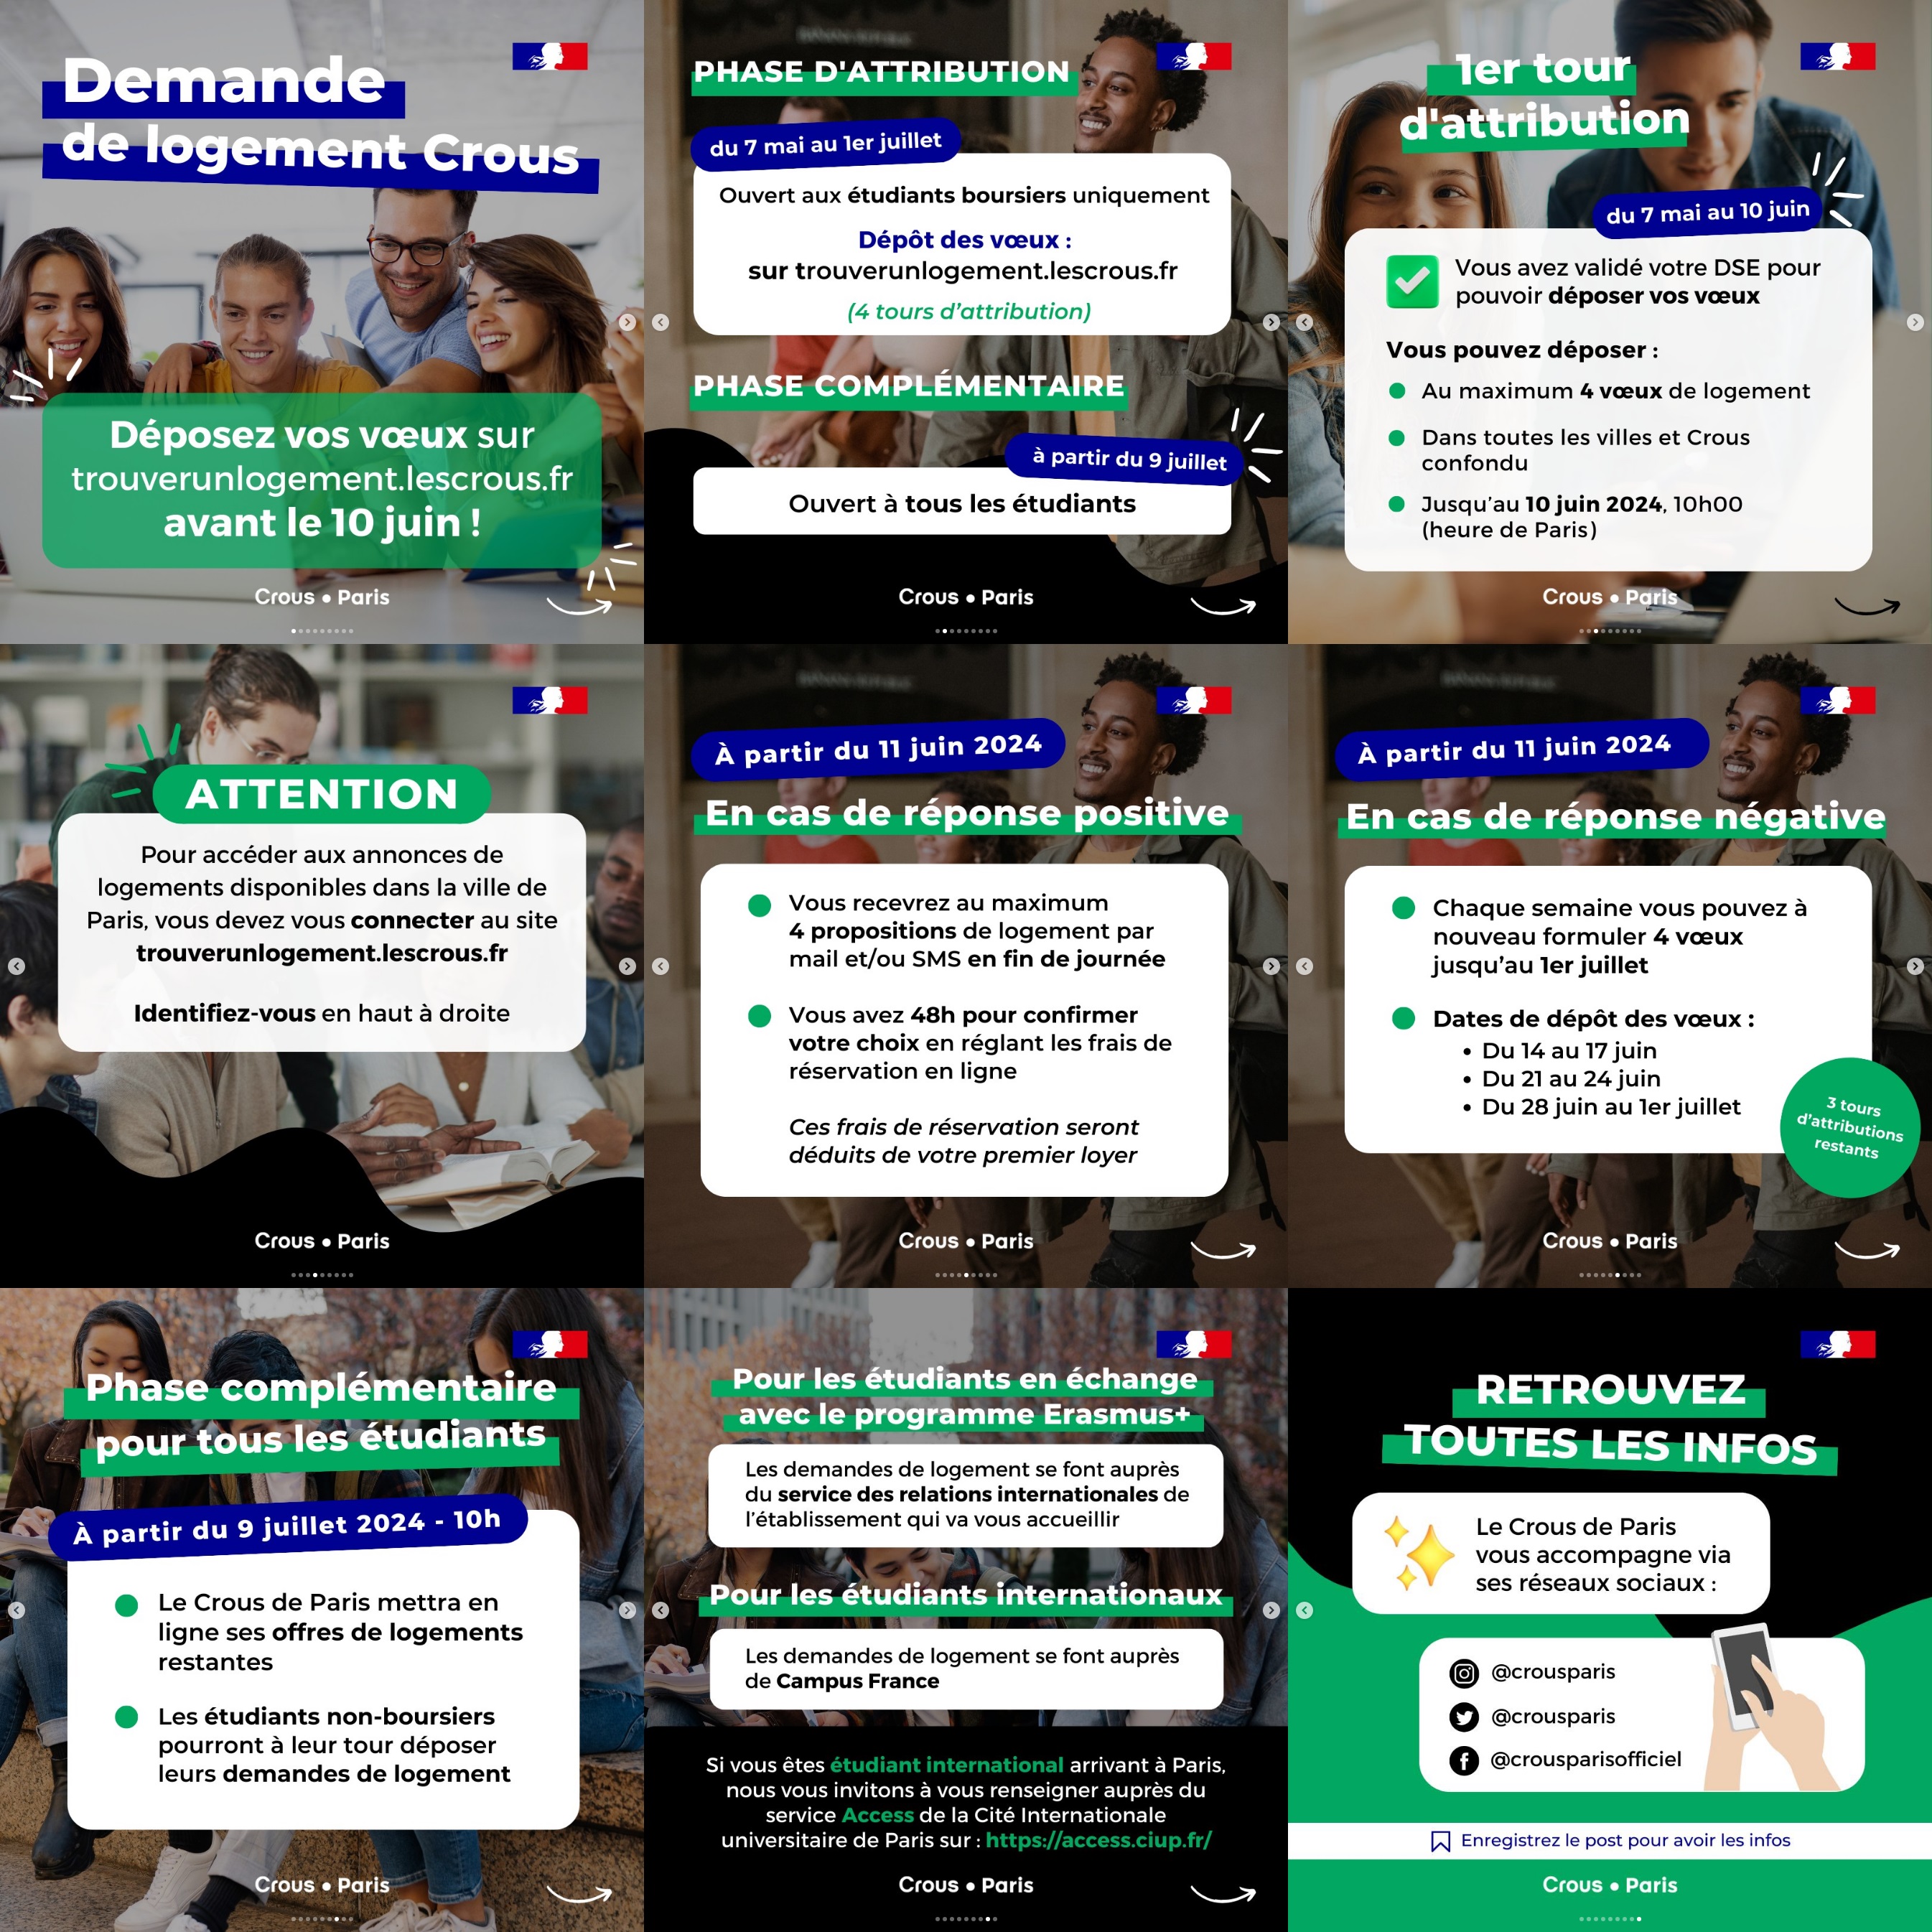 Demande
de logement Crous
Déposez vos vœux sur
trouverunlogement.lescrous.fr
avant le 10 juin !
Crous • Paris
PHASE D'ATTRIBUTION
du 7 mai au 1er juillet
Ouvert aux étudiants boursiers uniquement
Dépôt des vœux :
sur trouverunlogement.lescrous.fr
(4 tours d'attribution)
PHASE COMPLÉMENTAIRE
à partir du 9 juillet
Ouvert à tous les étudiants
Crous • Paris
1er tour
d'attribution
du 7 mai au 10 juin
Vous avez validé votre DSE pour
pouvoir déposer vos vœux
Vous pouvez déposer :
Au maximum 4 vœux de logement
Dans toutes les villes et Crous
confondu
Jusqu'au 10 juin 2024, 10h00
(heure de Paris)
Crous • Paris
ATTENTION
Pour accéder aux annonces de
logements disponibles dans la ville de
Paris, vous devez vous connecter au site
trouverunlogement.lescrous.fr
Identifiez-vous en haut à droite
Crous • Paris
À partir du 11 juin 2024
En cas de réponse positive
Vous recevrez au maximum
4 propositions de logement par
mail et/ou SMS en fin de journée
Vous avez 48h pour confirmer
votre choix en réglant les frais de
réservation en ligne
Ces frais de réservation seront
déduits de votre premier loyer
Crous • Paris
À partir du 11 juin 2024
En cas de réponse négative
Chaque semaine vous pouvez à
nouveau formuler 4 vœux
jusqu'au 1er juillet
Dates de dépôt des vœux :
• Du 14 au 17 juin
• Du 21 au 24 juin
• Du 28 juin au 1er juillet
3 tours
d'attributions
restants
Crous • Paris
Phase complémentaire
pour tous les étudiants
À partir du 9 juillet 2024 - 10h
Le Crous de Paris mettra en
ligne ses offres de logements
restantes
Les étudiants non-boursiers
pourront à leur tour déposer
leurs demandes de logement
Crous • Paris
Pour les étudiants en échange
avec le programme Erasmus+
Les demandes de logement se font auprès
du service des relations internationales de
l'établissement qui va vous accueillir
Pour les étudiants internationaux
Les demandes de logement se font auprès
de Campus France
Si vous êtes étudiant international arrivant à Paris,
nous vous invitons à vous renseigner auprès du
service Access de la Cité Internationale
universitaire de Paris sur : https://access.ciup.fr/
Crous • Paris
RETROUVEZ
TOUTES LES INFOS
Le Crous de Paris
vous accompagne via
ses réseaux sociaux :
@crousparis
@crousparis
@crousparisofficiel
Enregistrez le post pour avoir les infos
Crous • Paris